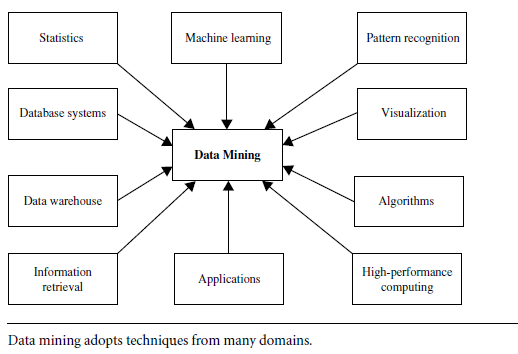 Statistics
Machine learning
Pattern recognition
Database systems
Visualization
Data Mining
Data warehouse
Algorithms
Information
retrieval
Applications
High-performance
computing
Data mining adopts techniques from many domains.